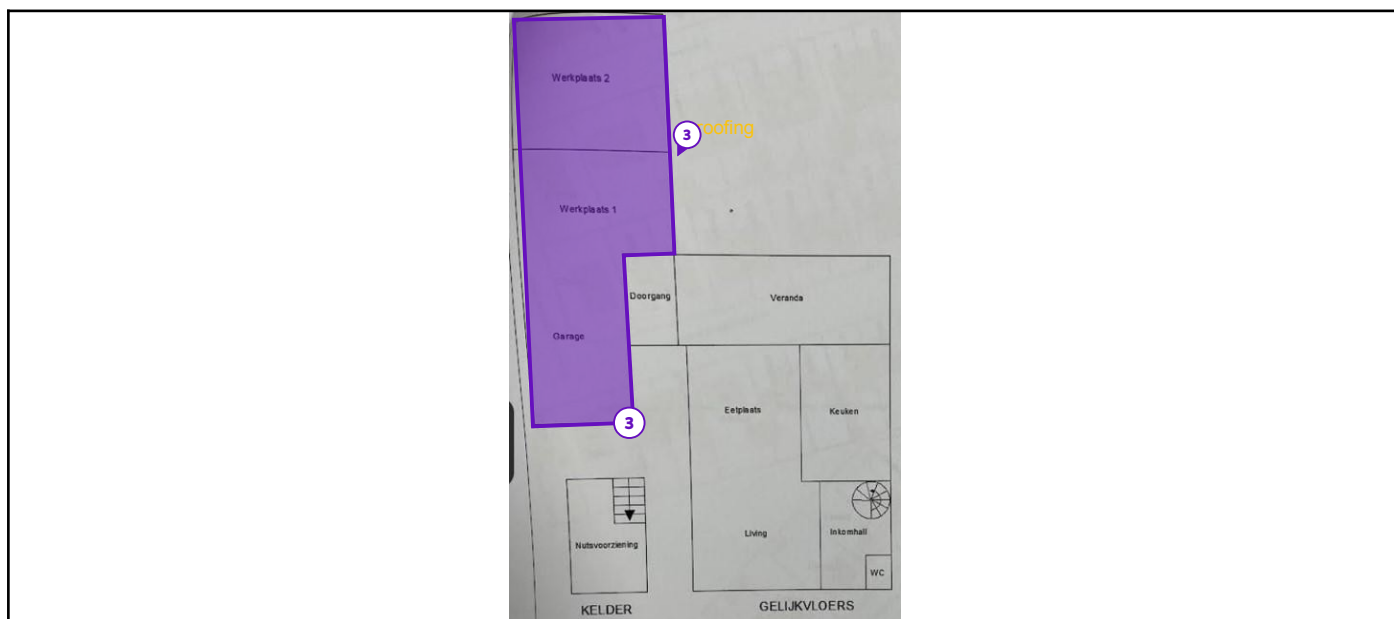 Werkplaats 2
3
roofing
Werkplaats 1
Doorgang
Veranda
Garage
Eetplaats
Keuken
3
Living
Inkomhall
Nutsvoorziening
WC
KELDER
GELIJKVLOERS